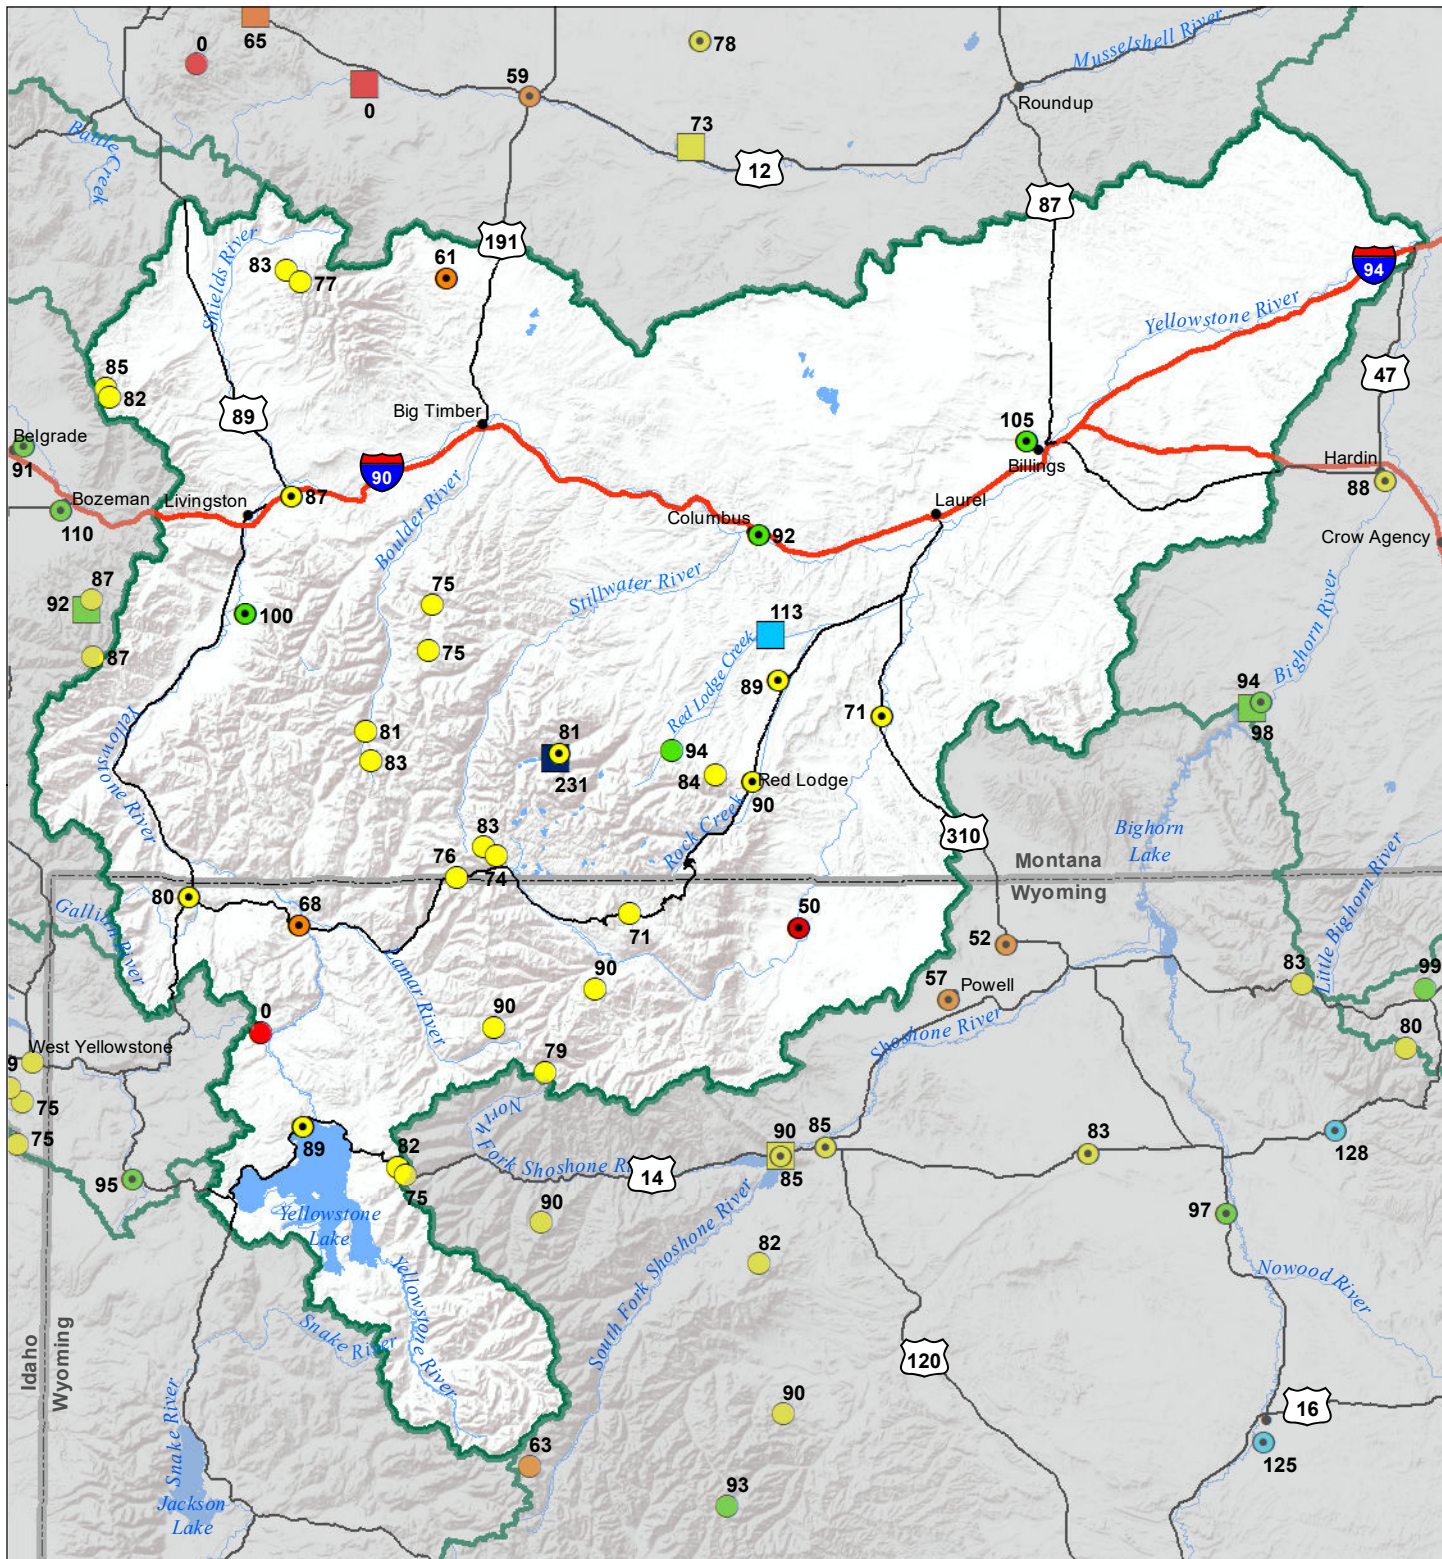 65
0
0
78
59
73
12
Musselshell River
Roundup
87
Battle
Creek
191
61
83
77
Shields River
94
Yellowstone River
47
85
82
89
Big Timber
105
Billings
Hardin
88
Belgrade
91
Bozeman
110
Livingston
87
90
Boulder River
Columbus
92
Laurel
Crow Agency
87
92
87
100
75
75
Stillwater River
113
Red Lodge Creek
89
71
Bighorn River
94
98
Yellowstone River
81
83
81
231
94
84
Red Lodge
90
Rock Creek
310
Bighorn
Lake
83
76
74
Montana
Wyoming
Little Bighorn River
80
68
Gallitin River
71
50
52
57
Powell
83
99
80
Lamar River
90
90
0
79
Shoshone River
West Yellowstone
9
75
75
89
82
75
95
North
Fork Shoshone R
14
90
85
85
83
128
97
Yellowstone
Lake
90
82
South Fork Shoshone River
Nowood River
Yellowstone River
Snake River
Idaho
Wyoming
120
90
16
125
63
93
Snake River
Jackson
Lake